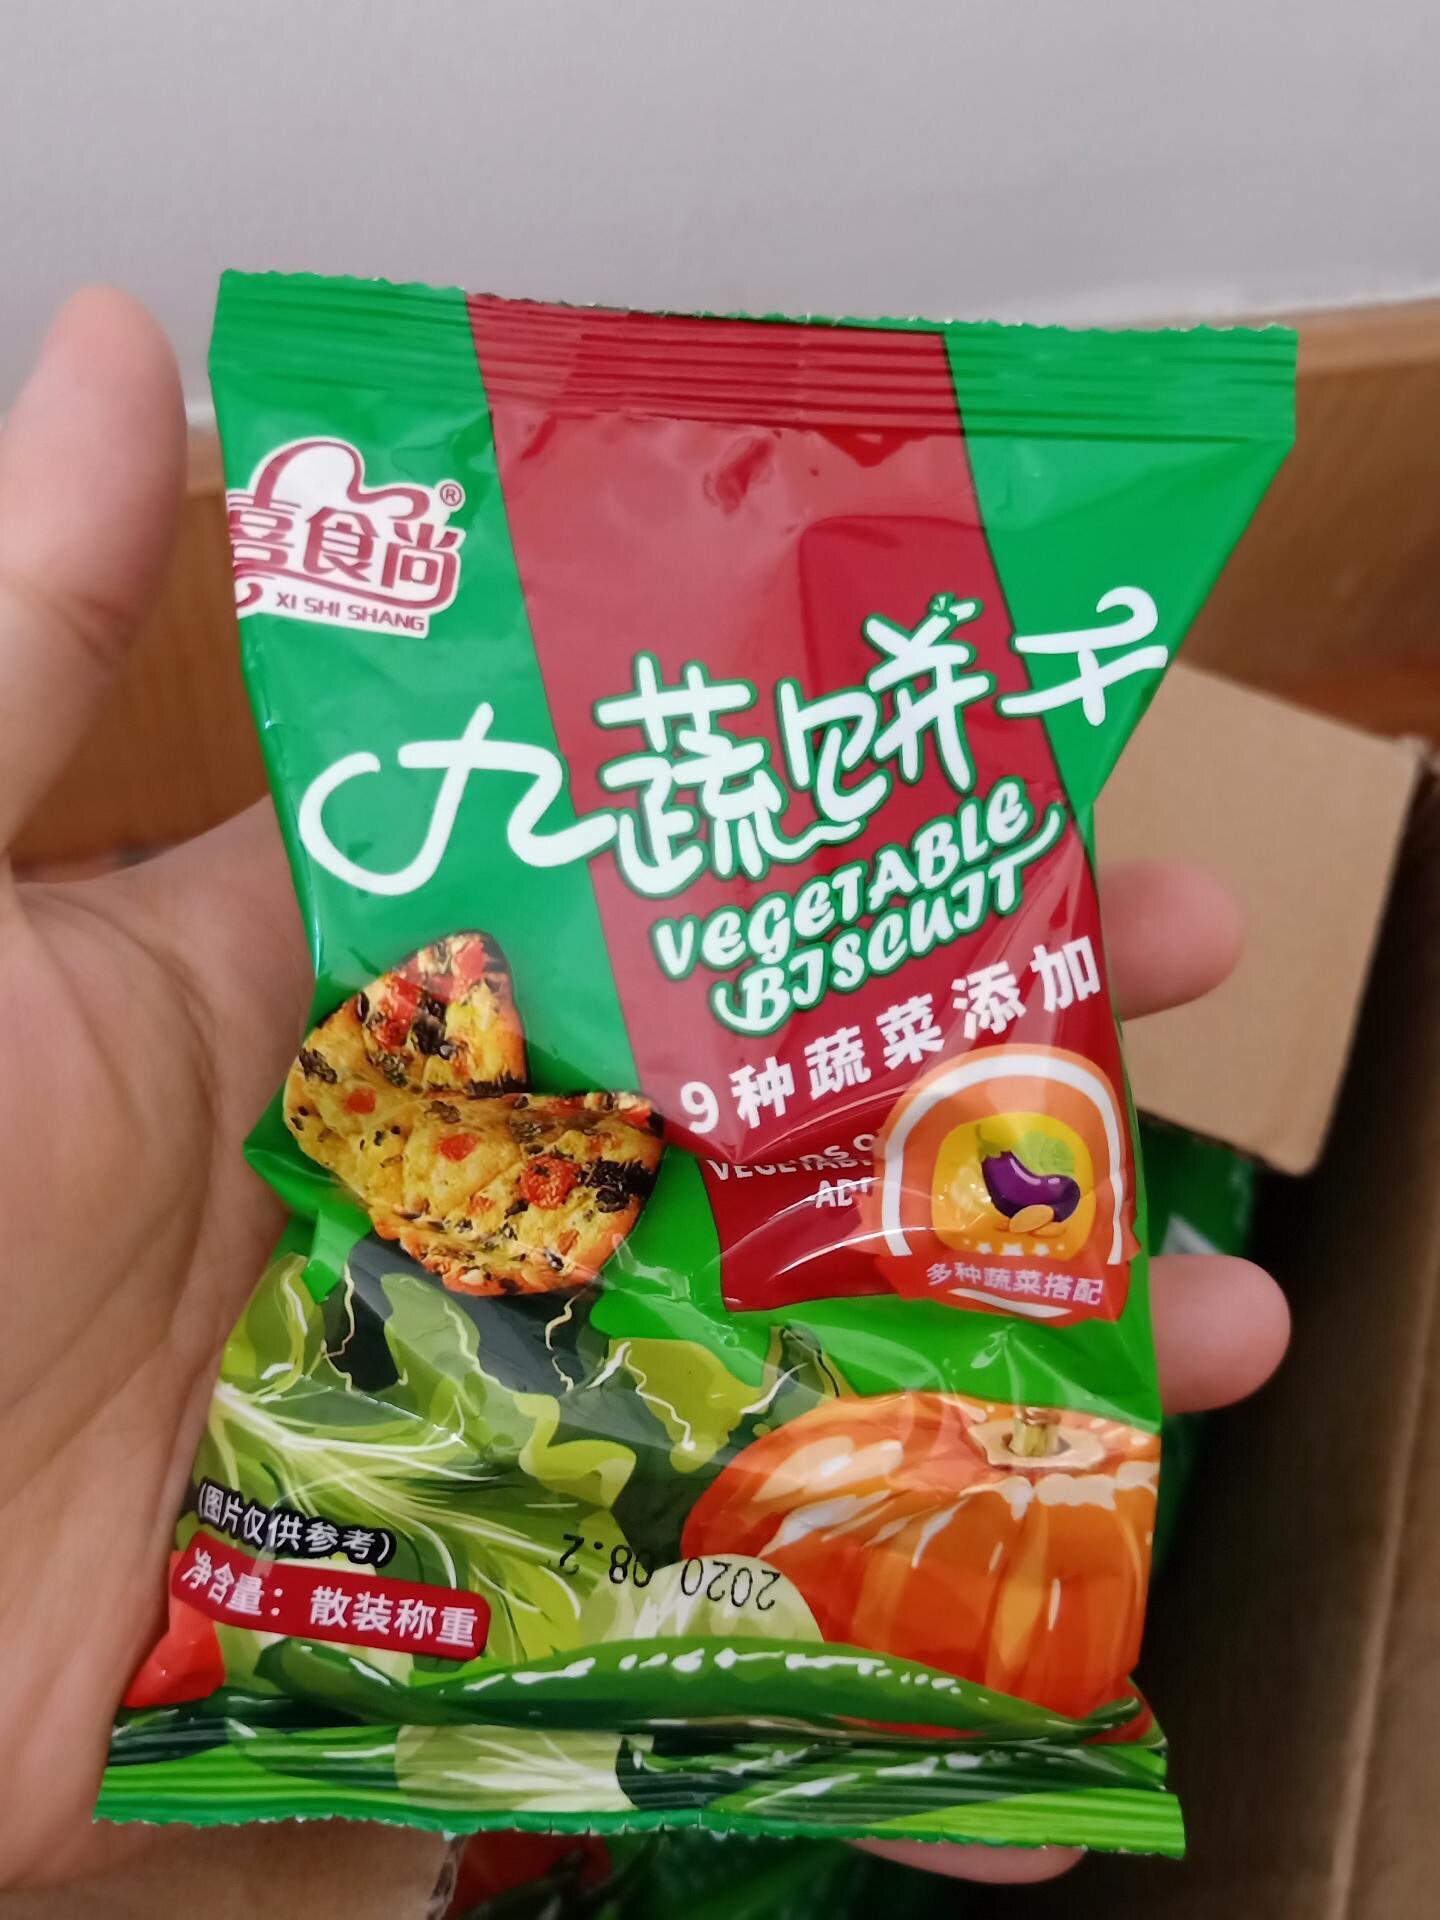 喜食尚®
XI SHI SHANG
九蔬饼干
VEGETABLE
BISCUIT
9种蔬菜添加
多种蔬菜搭配
(图片仅供参考)
净含量：散装称重
2020 08.2